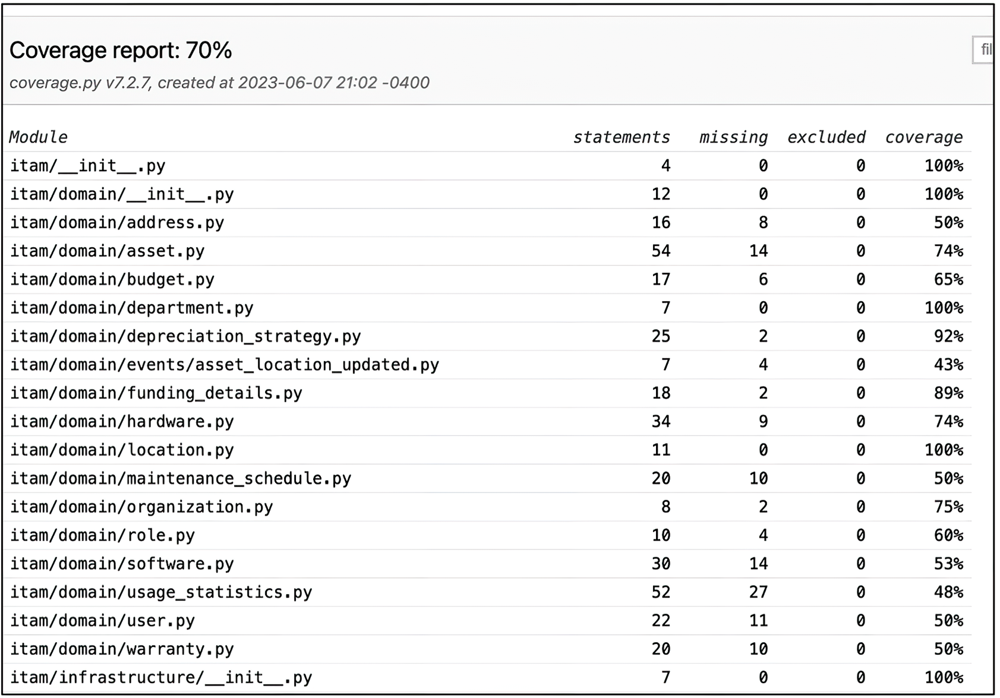 Coverage report: 70%
fil
coverage.py v7.2.7, created at 2023-06-07 21:02 -0400
Module statements missing excluded coverage
itam/__init__.py 4 0 0 100%
itam/domain/__init__.py 12 0 0 100%
itam/domain/address.py 16 8 0 50%
itam/domain/asset.py 54 14 0 74%
itam/domain/budget.py 17 6 0 65%
itam/domain/department.py 7 0 0 100%
itam/domain/depreciation_strategy.py 25 2 0 92%
itam/domain/events/asset_location_updated.py 7 4 0 43%
itam/domain/funding_details.py 18 2 0 89%
itam/domain/hardware.py 34 9 0 74%
itam/domain/location.py 11 0 0 100%
itam/domain/maintenance_schedule.py 20 10 0 50%
itam/domain/organization.py 8 2 0 75%
itam/domain/role.py 10 4 0 60%
itam/domain/software.py 30 14 0 53%
itam/domain/usage_statistics.py 52 27 0 48%
itam/domain/user.py 22 11 0 50%
itam/domain/warranty.py 20 10 0 50%
itam/infrastructure/__init__.py 7 0 0 100%